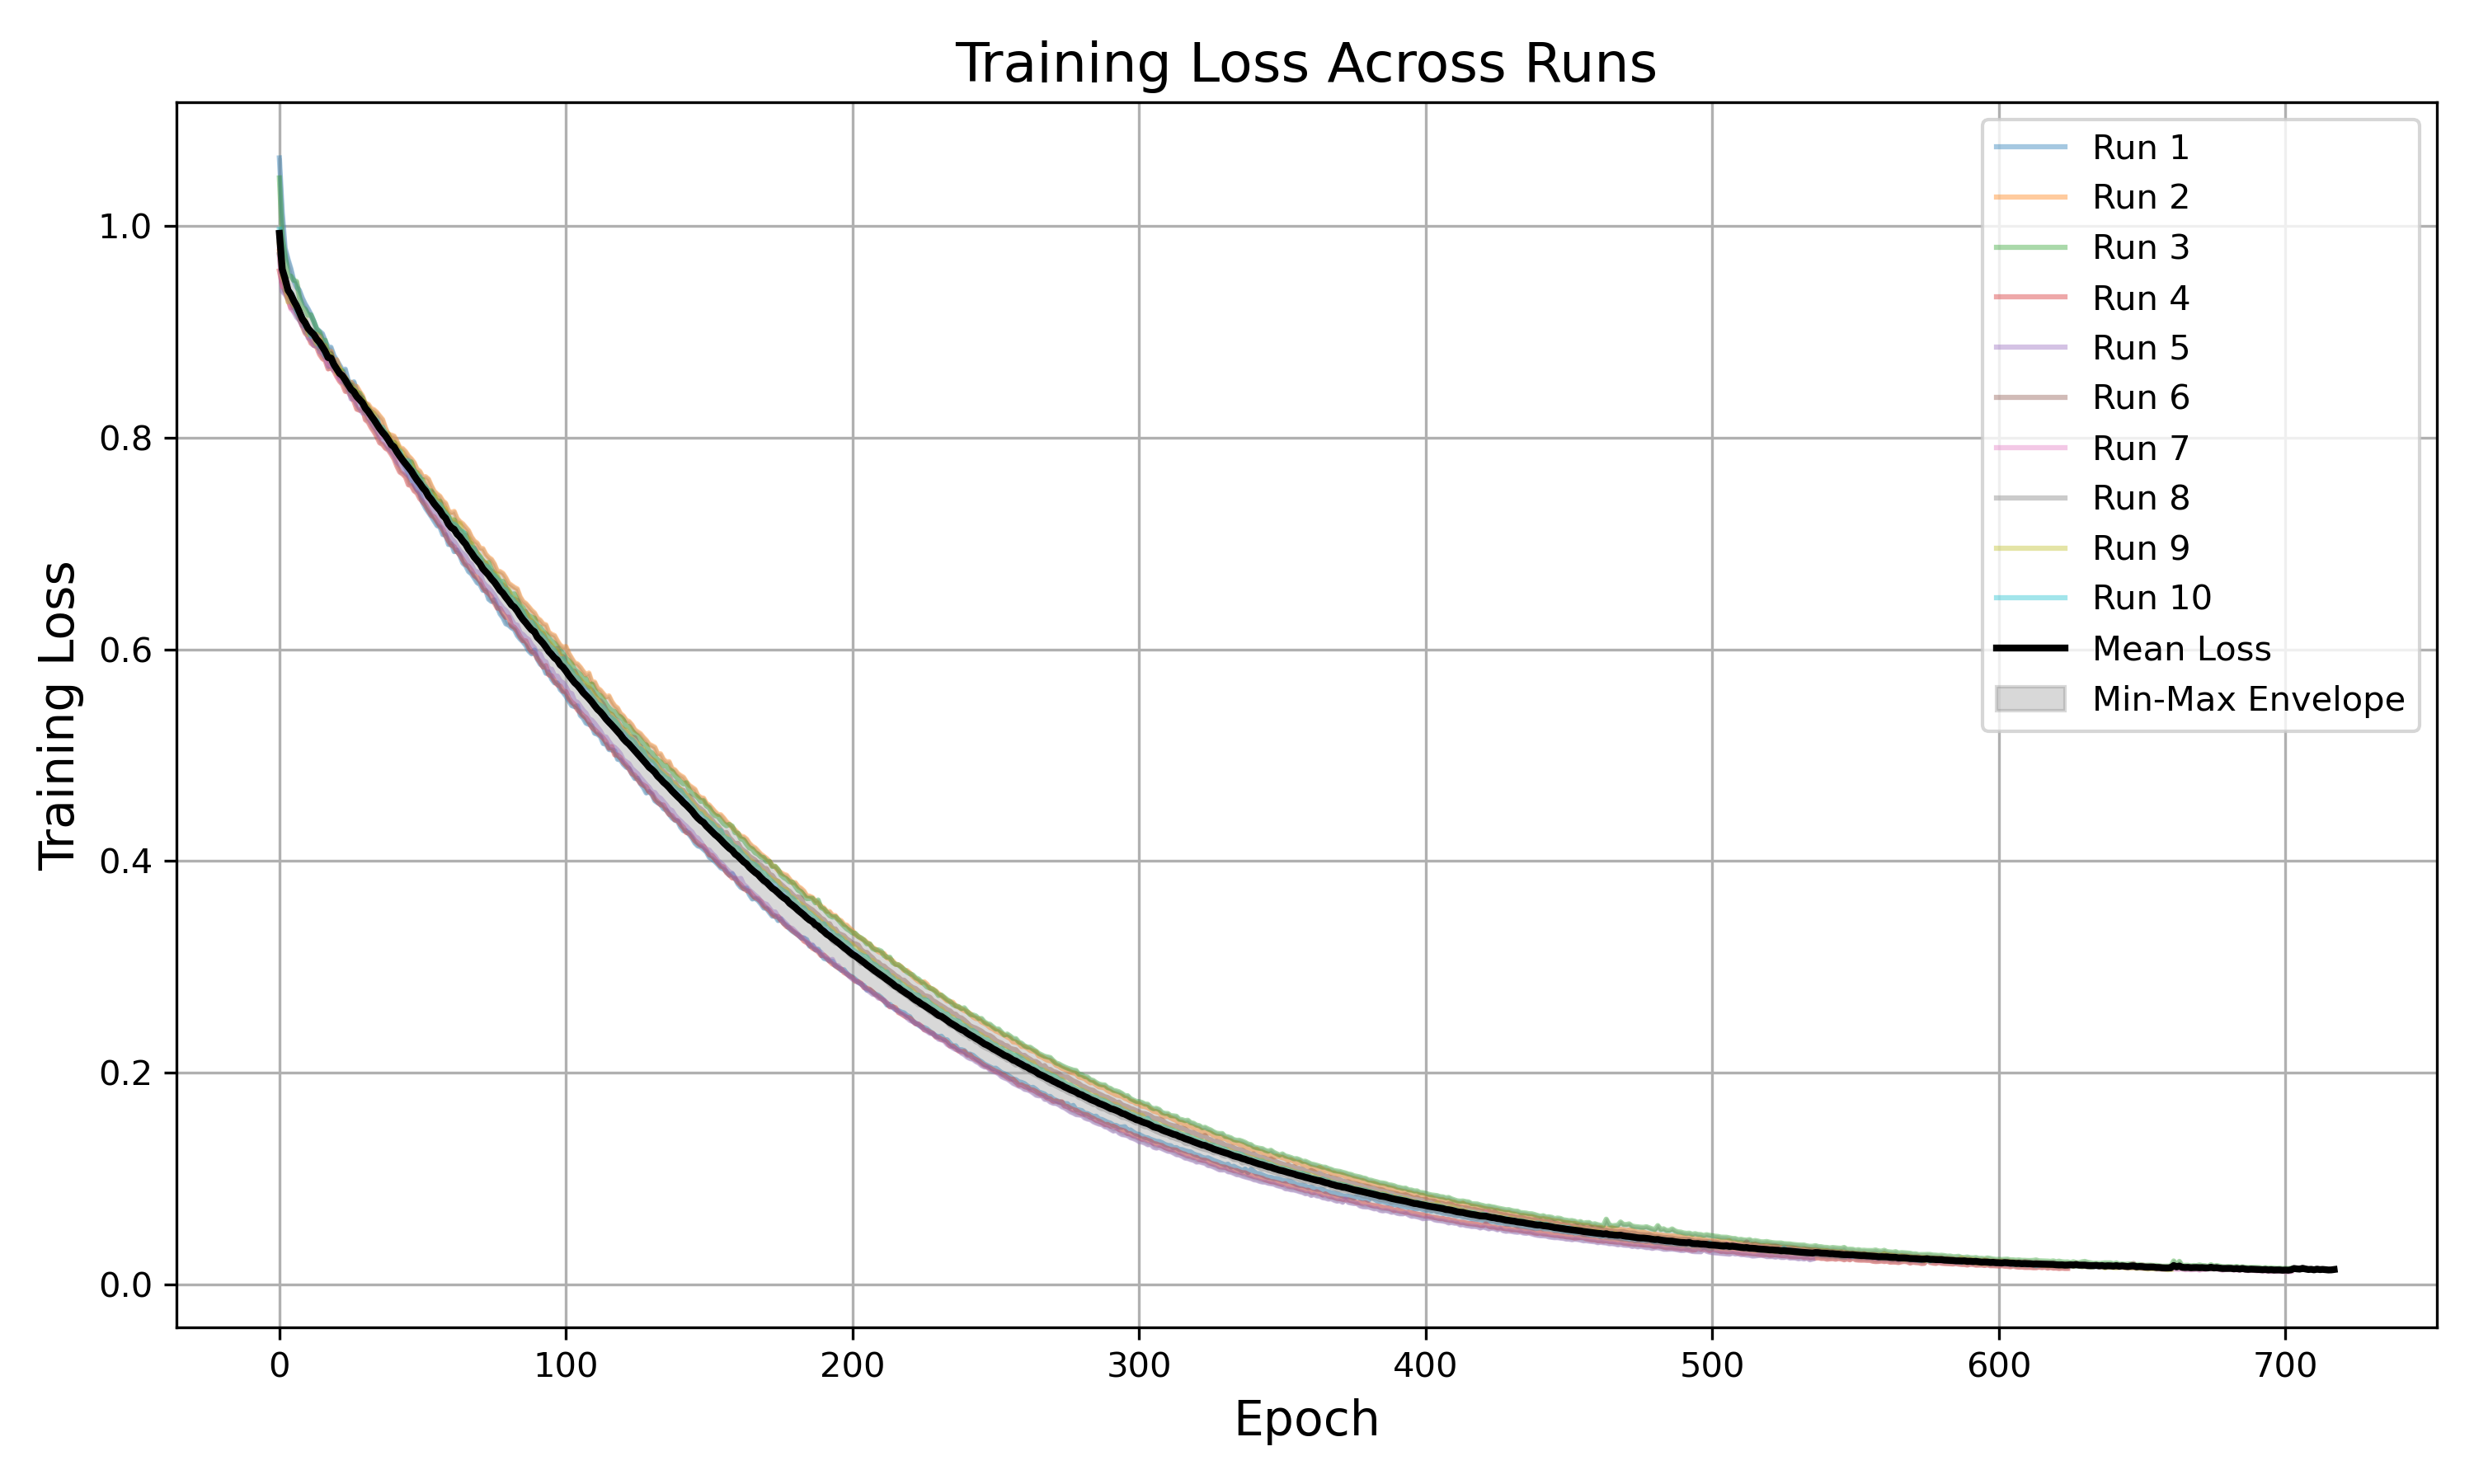 Training Loss Across Runs
Training Loss
1.0
0.8
0.6
0.4
0.2
0.0
0 100 200 300 400 500 600 700
Epoch
Run 1
Run 2
Run 3
Run 4
Run 5
Run 6
Run 7
Run 8
Run 9
Run 10
Mean Loss
Min-Max Envelope